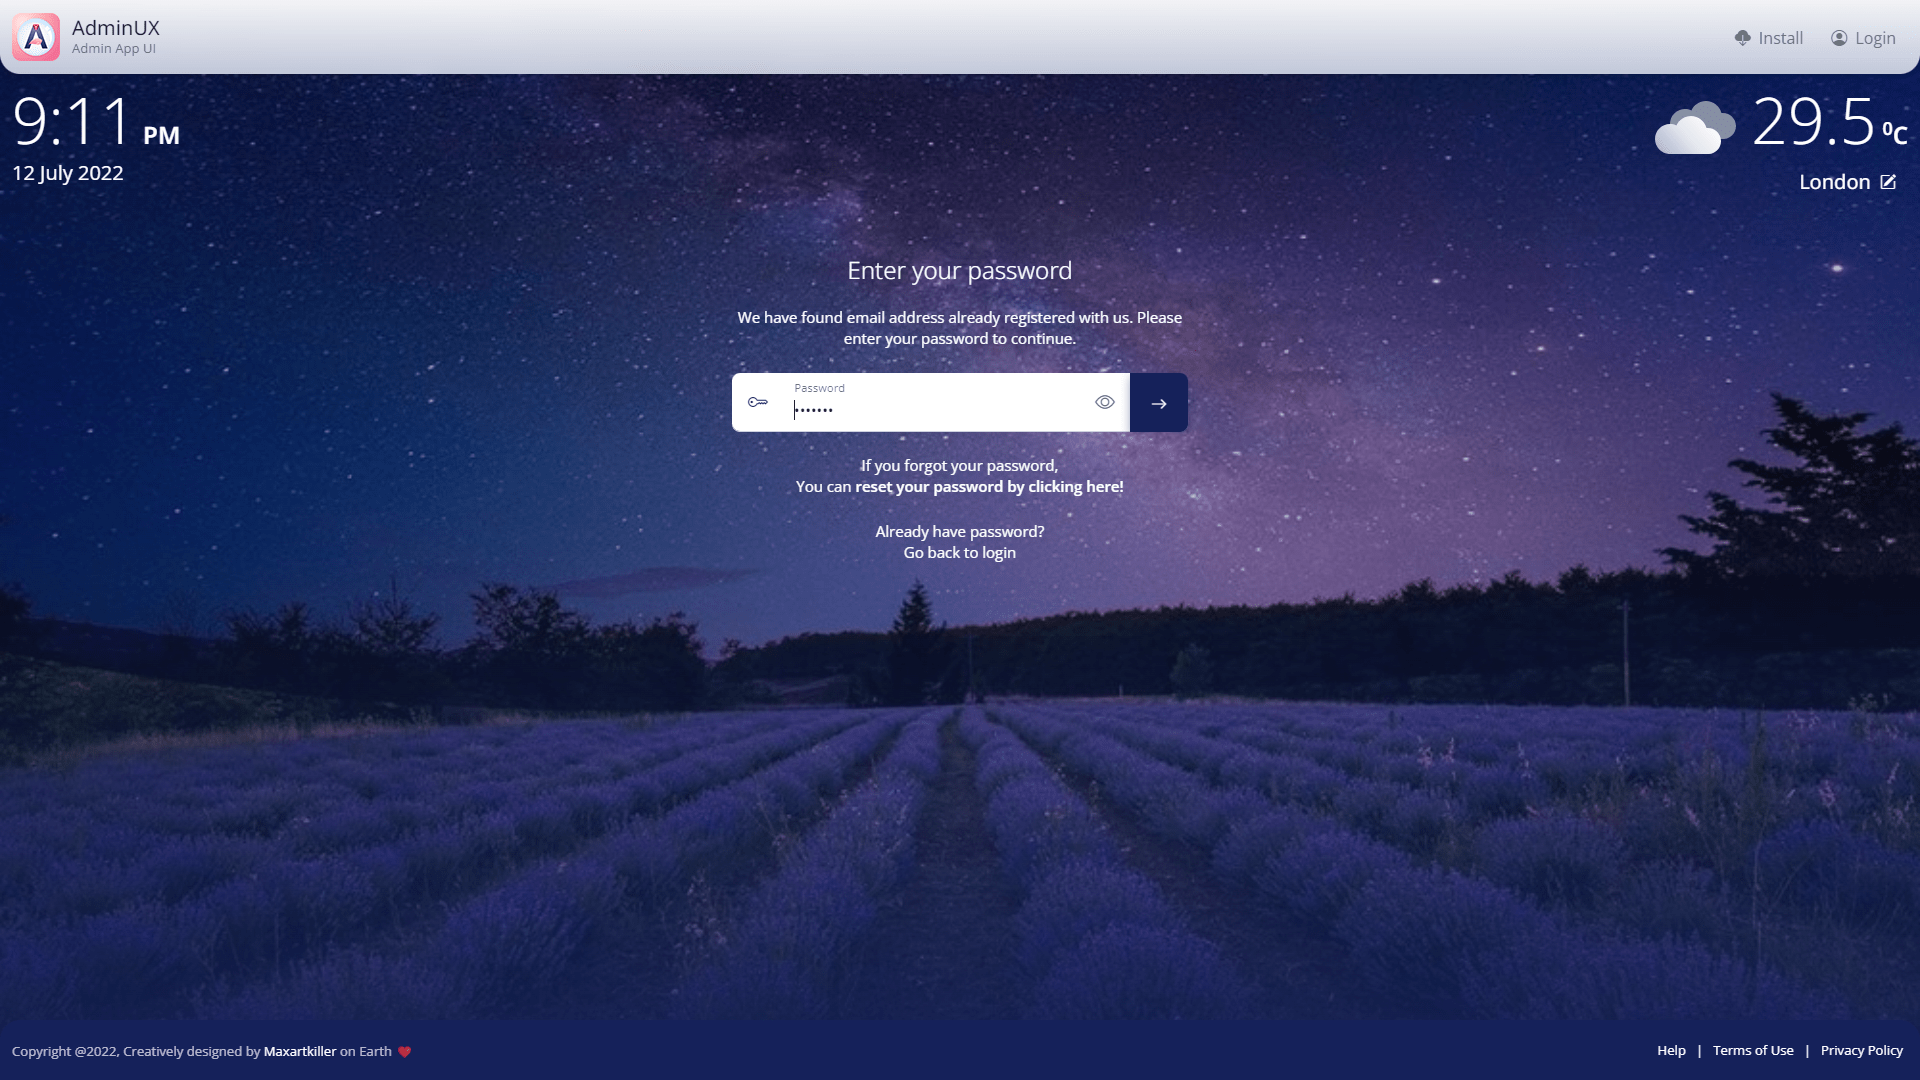 AdminUX
Admin App UI
Install
Login
9:11 PM
12 July 2022
29.5 ⁰C
London
Enter your password
We have found email address already registered with us. Please
enter your password to continue.
Password
•••••••
If you forgot your password,
You can reset your password by clicking here!
Already have password?
Go back to login
Copyright @2022, Creatively designed by Maxartkiller on Earth
Help | Terms of Use | Privacy Policy